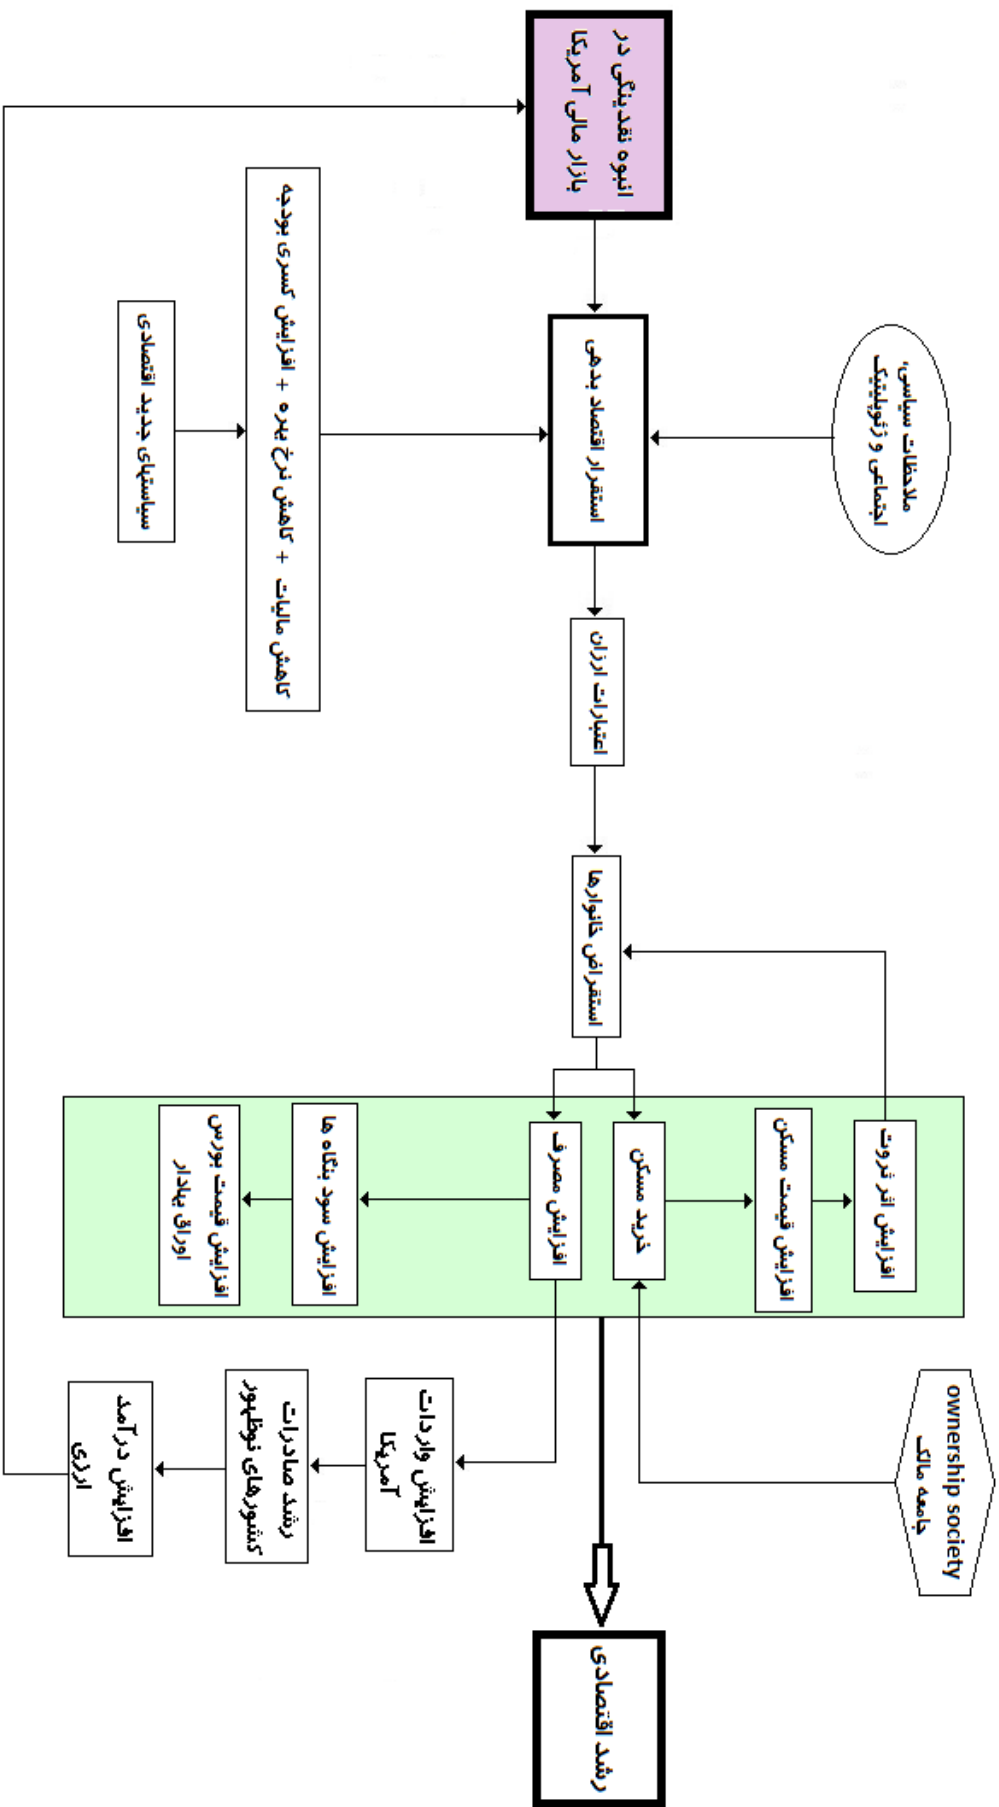 انبوه نقدینگی در
بازار مالی آمریکا
ملاحظات سیاسی،
اجتماعی و ژئوپلیتیک
استقرار اقتصاد بدهی
کاهش مالیات + کاهش نرخ بهره + افزایش کسری بودجه
سیاستهای جدید اقتصادی
اعتبارات ارزان
استقراض خانوارها
افزایش اثر ثروت
افزایش قیمت مسکن
خرید مسکن
افزایش مصرف
افزایش سود بنگاه ها
افزایش قیمت بورس
اوراق بهادار
ownership society
جامعه مالک
افزایش واردات
آمریکا
رشد صادرات
کشورهای نوظهور
افزایش درآمد
ارزی
رشد اقتصادی